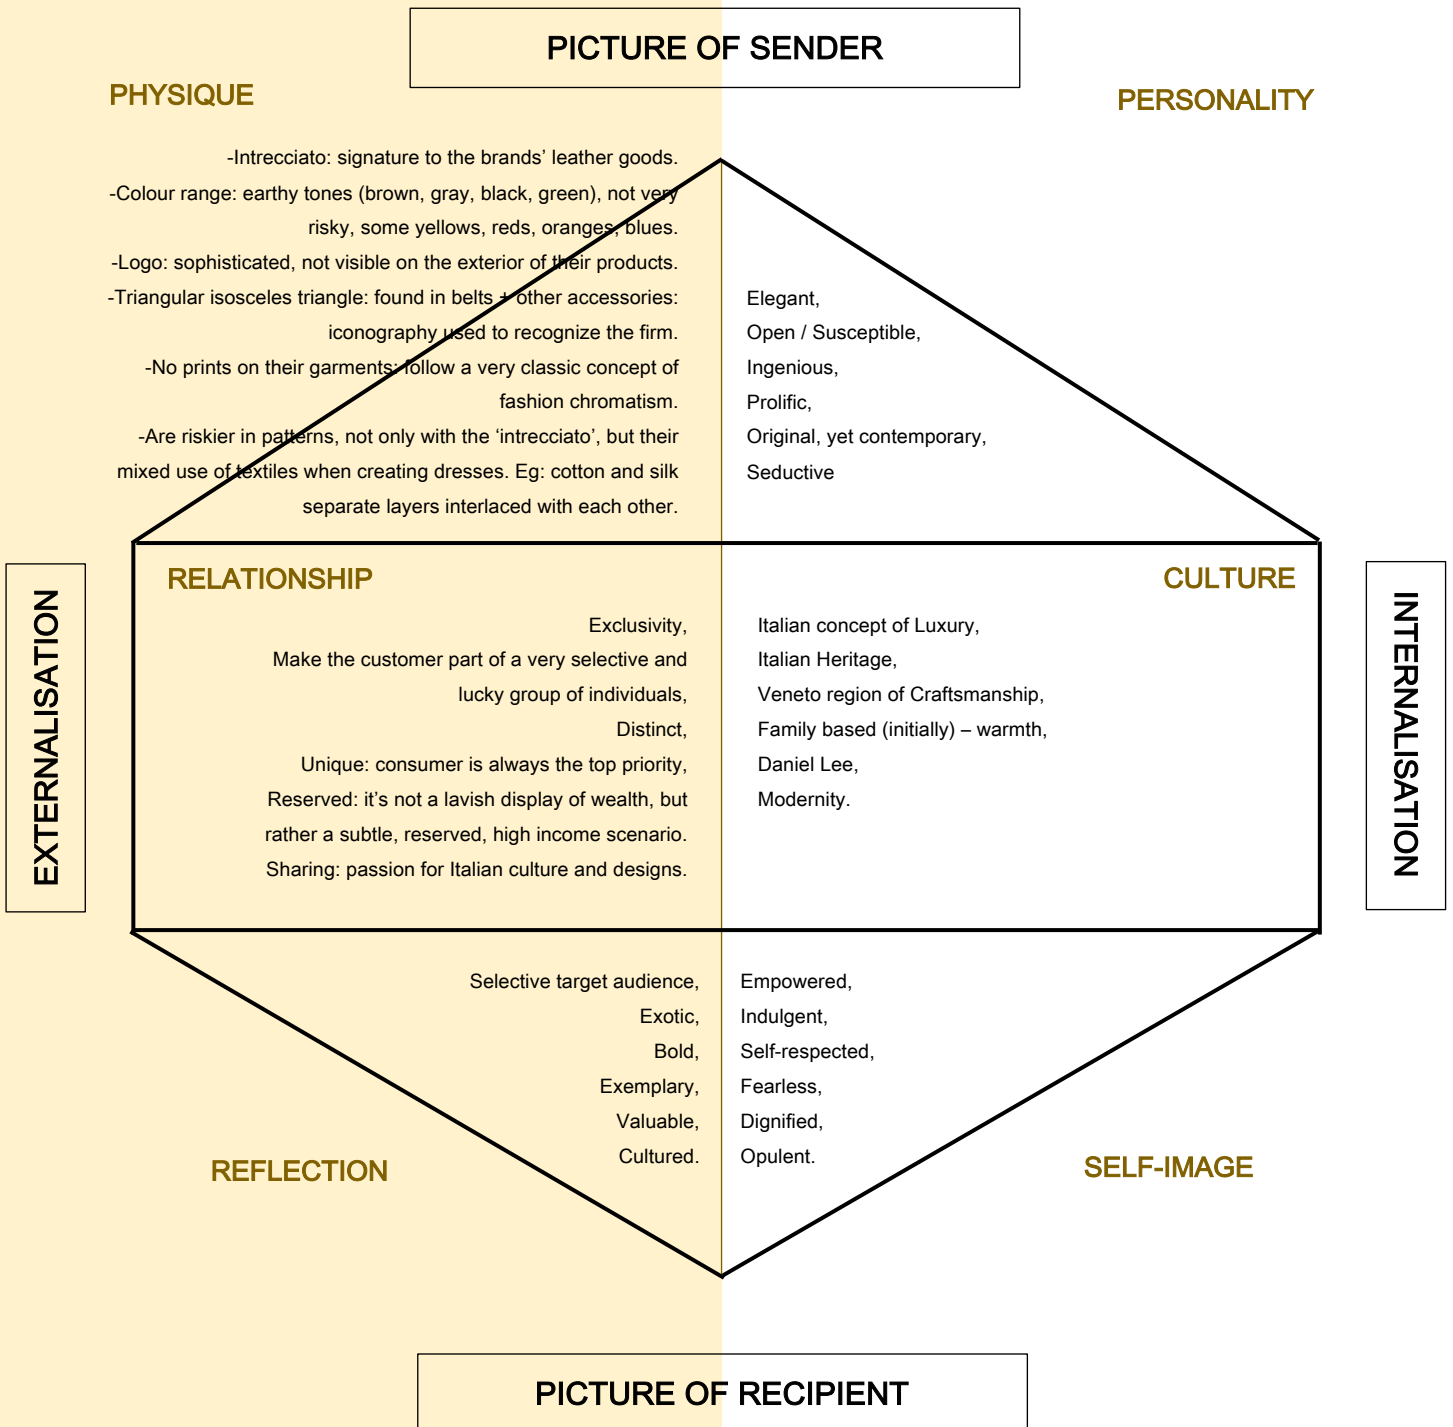 PICTURE OF SENDER
PHYSIQUE
-Intrecciato: signature to the brands’ leather goods.
-Colour range: earthy tones (brown, gray, black, green), not very
risky, some yellows, reds, oranges, blues.
-Logo: sophisticated, not visible on the exterior of their products.
-Triangular isosceles triangle: found in belts + other accessories:
iconography used to recognize the firm.
-No prints on their garments: follow a very classic concept of
fashion chromatism.
-Are riskier in patterns, not only with the ‘intrecciato’, but their
mixed use of textiles when creating dresses. Eg: cotton and silk
separate layers interlaced with each other.
PERSONALITY
Elegant,
Open / Susceptible,
Ingenious,
Prolific,
Original, yet contemporary,
Seductive
EXTERNALISATION
RELATIONSHIP
Exclusivity,
Make the customer part of a very selective and
lucky group of individuals,
Distinct,
Unique: consumer is always the top priority,
Reserved: it’s not a lavish display of wealth, but
rather a subtle, reserved, high income scenario.
Sharing: passion for Italian culture and designs.
CULTURE
Italian concept of Luxury,
Italian Heritage,
Veneto region of Craftsmanship,
Family based (initially) – warmth,
Daniel Lee,
Modernity.
INTERNALISATION
Selective target audience,
Exotic,
Bold,
Exemplary,
Valuable,
Cultured.
REFLECTION
Empowered,
Indulgent,
Self-respected,
Fearless,
Dignified,
Opulent.
SELF-IMAGE
PICTURE OF RECIPIENT